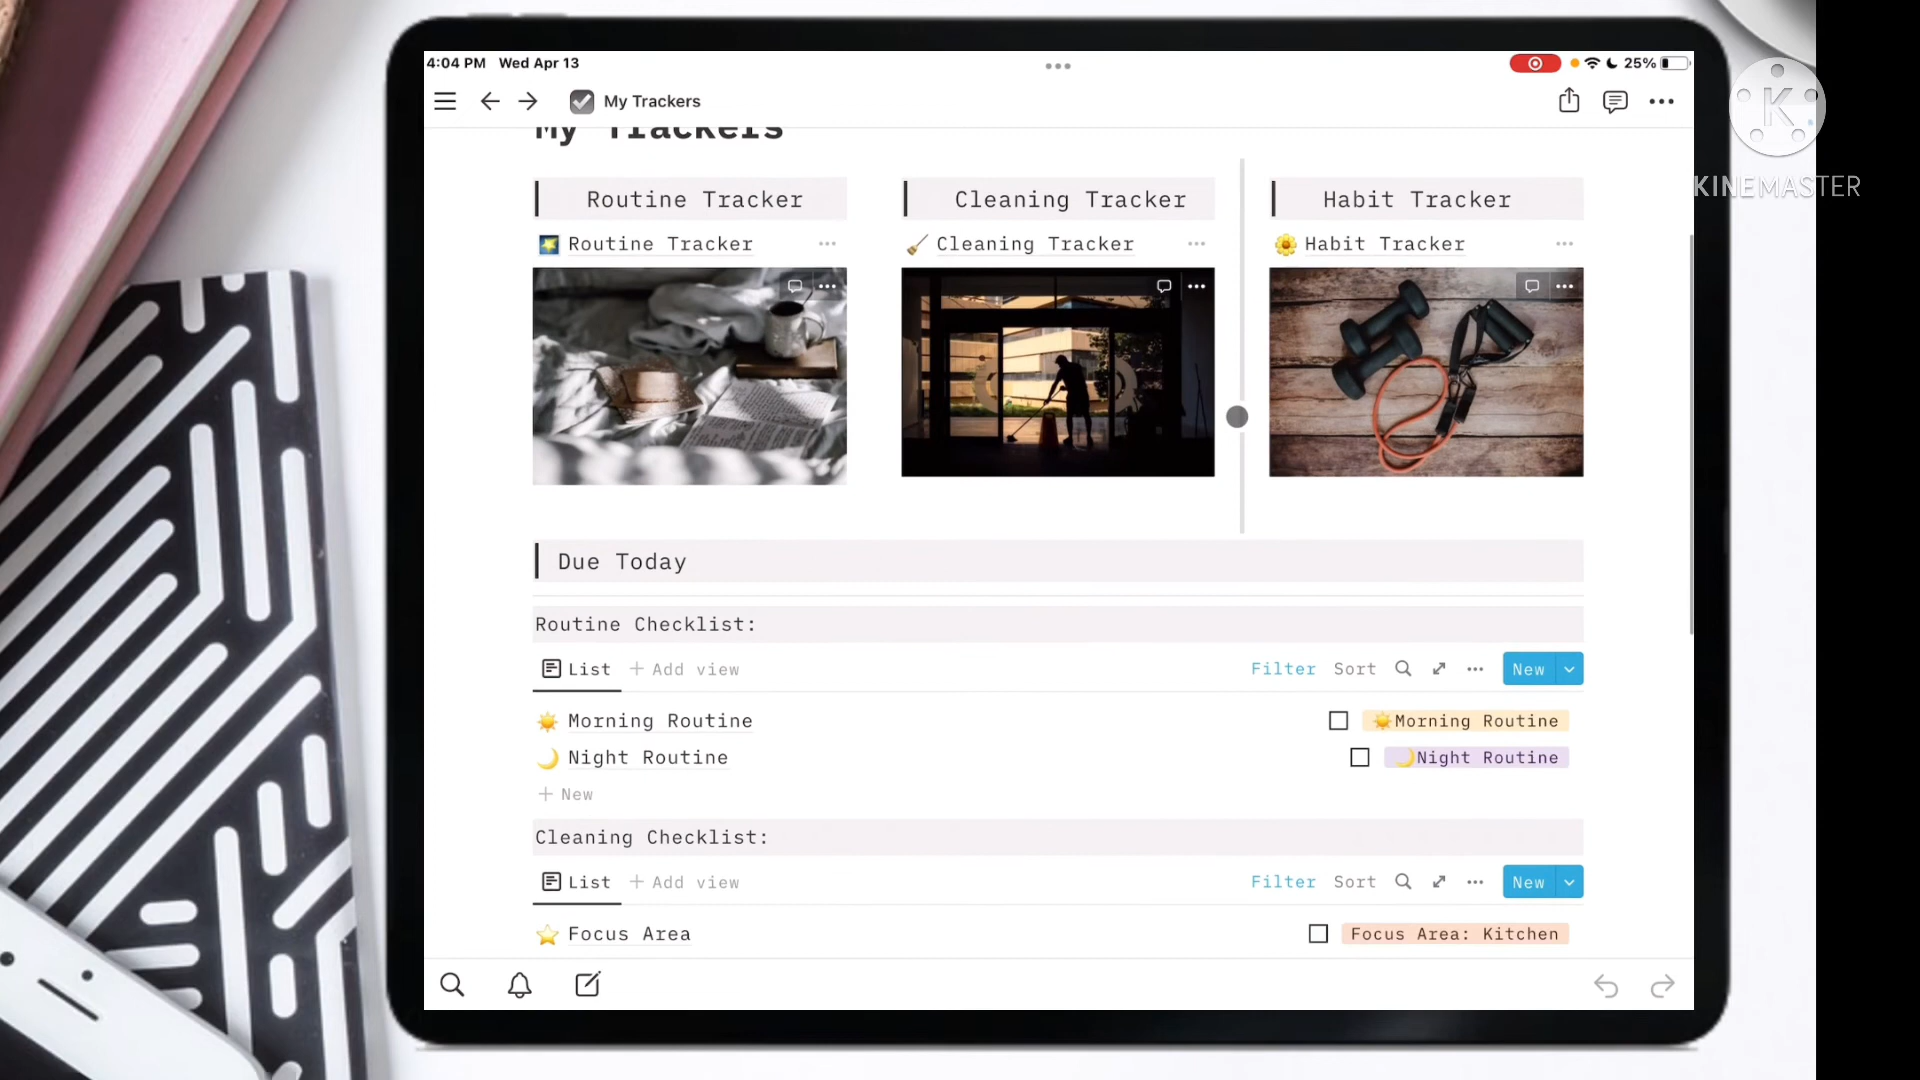 4:04 PM Wed Apr 13
25%
My Trackers
K
KINEMASTER
My Trackers
Routine Tracker
Cleaning Tracker
Habit Tracker
Routine Tracker
Cleaning Tracker
Habit Tracker
Due Today
Routine Checklist:
List + Add view Filter Sort New
Morning Routine Morning Routine
Night Routine Night Routine
+ New
Cleaning Checklist:
List + Add view Filter Sort New
Focus Area Focus Area: Kitchen